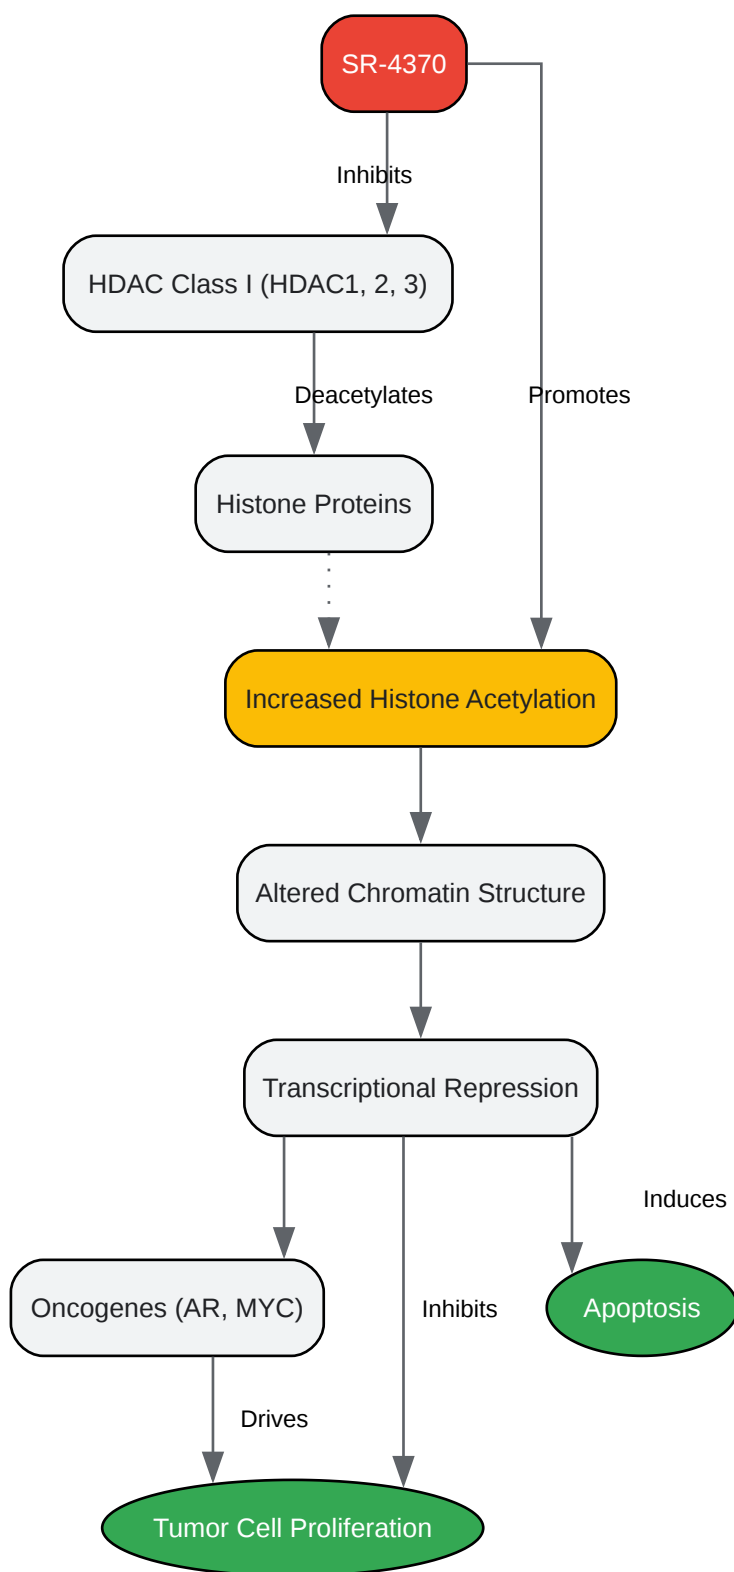 SR-4370
Inhibits
HDAC Class I (HDAC1, 2, 3)
Deacetylates
Promotes
Histone Proteins
Increased Histone Acetylation
Altered Chromatin Structure
Transcriptional Repression
Induces
Oncogenes (AR, MYC)
Inhibits
Apoptosis
Drives
Tumor Cell Proliferation